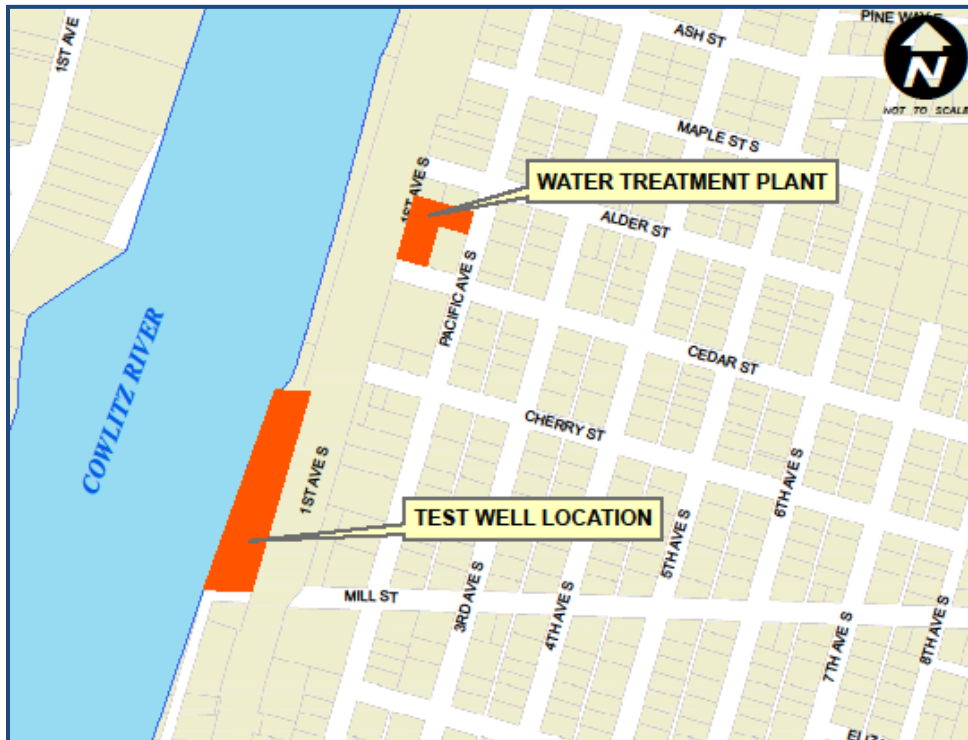 1ST AVE
PINE WAY E
ASH ST
N
NOT TO SCALE
MAPLE ST S
1ST AVE S
WATER TREATMENT PLANT
ALDER ST
PACIFIC AVE S
CEDAR ST
COWLITZ RIVER
CHERRY ST
1ST AVE S
6TH AVE S
TEST WELL LOCATION
5TH AVE S
MILL ST
3RD AVE S
4TH AVE S
7TH AVE S
8TH AVE S